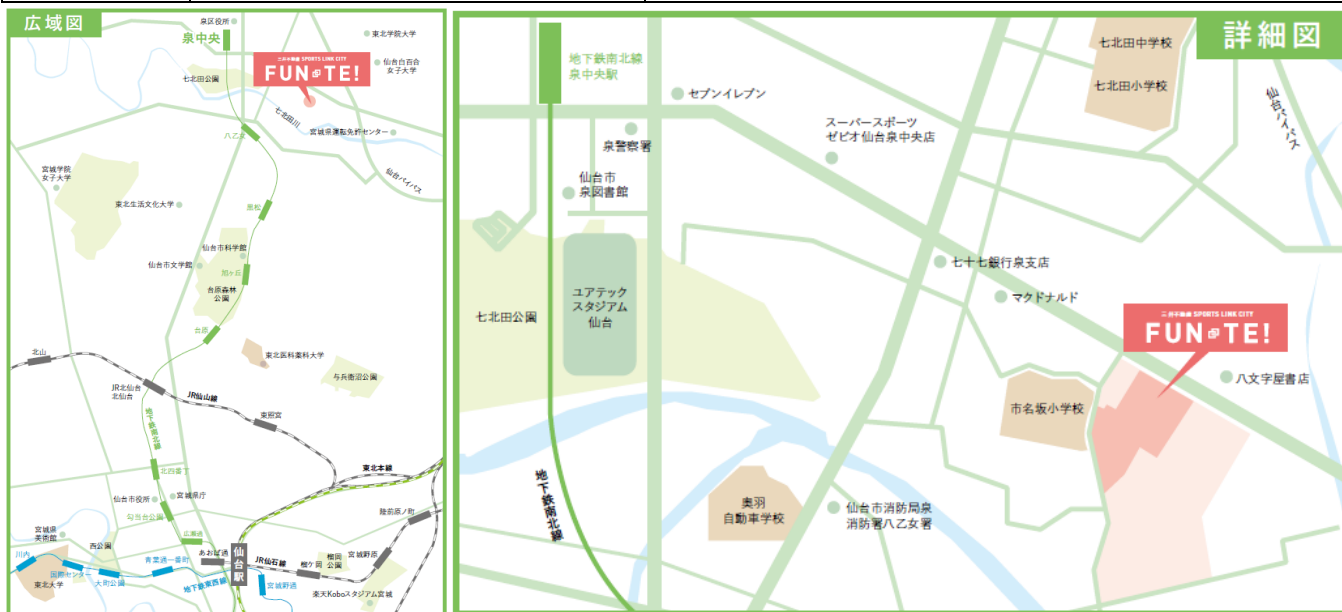 広域図
泉区役所
泉中央
東北学院大学
三井不動産 SPORTS LINK CITY
FUN TE!
仙台白百合
女子大学
七北田公園
七北田川
宮城県運転免許センター
八乙女
仙台バイパス
宮城学院
女子大学
東北生活文化大学
黒松
仙台市科学館
仙台市文学館
旭ヶ丘
台原森林
公園
台原
北山
東北医科薬科大学
与兵衛沼公園
JR北仙台
北仙台
JR仙山線
地下鉄南北線
東照宮
東北本線
北四番丁
仙台市役所
宮城県庁
勾当台公園
陸前原ノ町
宮城県
美術館
西公園
広瀬通
あおば通
仙台駅
JR仙石線
榴ケ岡
榴岡
公園
宮城野原
川内
国際センター
東北大学
大町公園
青葉通一番町
地下鉄東西線
宮城野通
楽天Koboスタジアム宮城
詳細図
地下鉄南北線
泉中央駅
セブンイレブン
七北田中学校
七北田小学校
仙台バイパス
泉警察署
スーパースポーツ
ゼビオ仙台泉中央店
仙台市
泉図書館
七北田公園
ユアテック
スタジアム
仙台
七十七銀行泉支店
マクドナルド
三井不動産 SPORTS LINK CITY
FUN TE!
八文字屋書店
市名坂小学校
地下鉄南北線
奥羽
自動車学校
仙台市消防局泉
消防署八乙女署